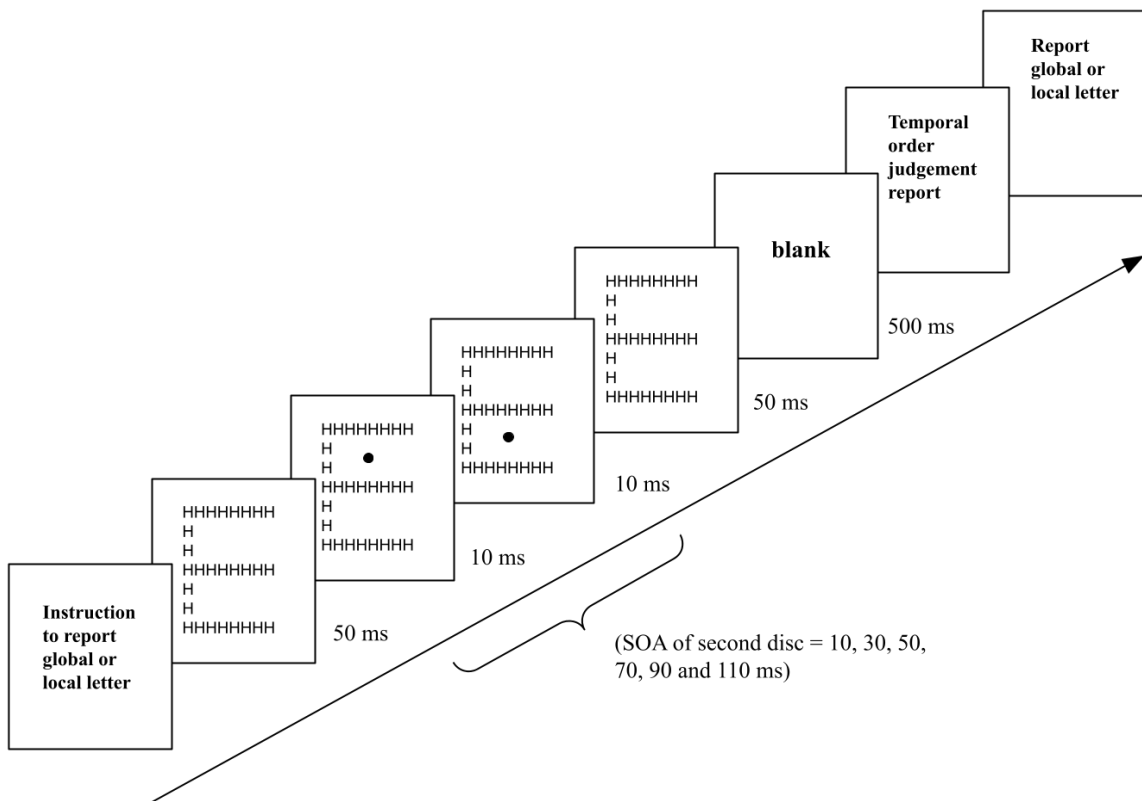 Instruction
to report
global or
local letter
HHHHHHHH
H
H
HHHHHHHH
H
H
HHHHHHHH
50 ms
HHHHHHHH
H
H
HHHHHHHH
H
H
HHHHHHHH
10 ms
HHHHHHHH
H
H
HHHHHHHH
H
H
HHHHHHHH
10 ms
HHHHHHHH
H
H
HHHHHHHH
H
H
HHHHHHHH
50 ms
blank
500 ms
Temporal
order
judgement
report
Report
global or
local letter
(SOA of second disc = 10, 30, 50,
70, 90 and 110 ms)